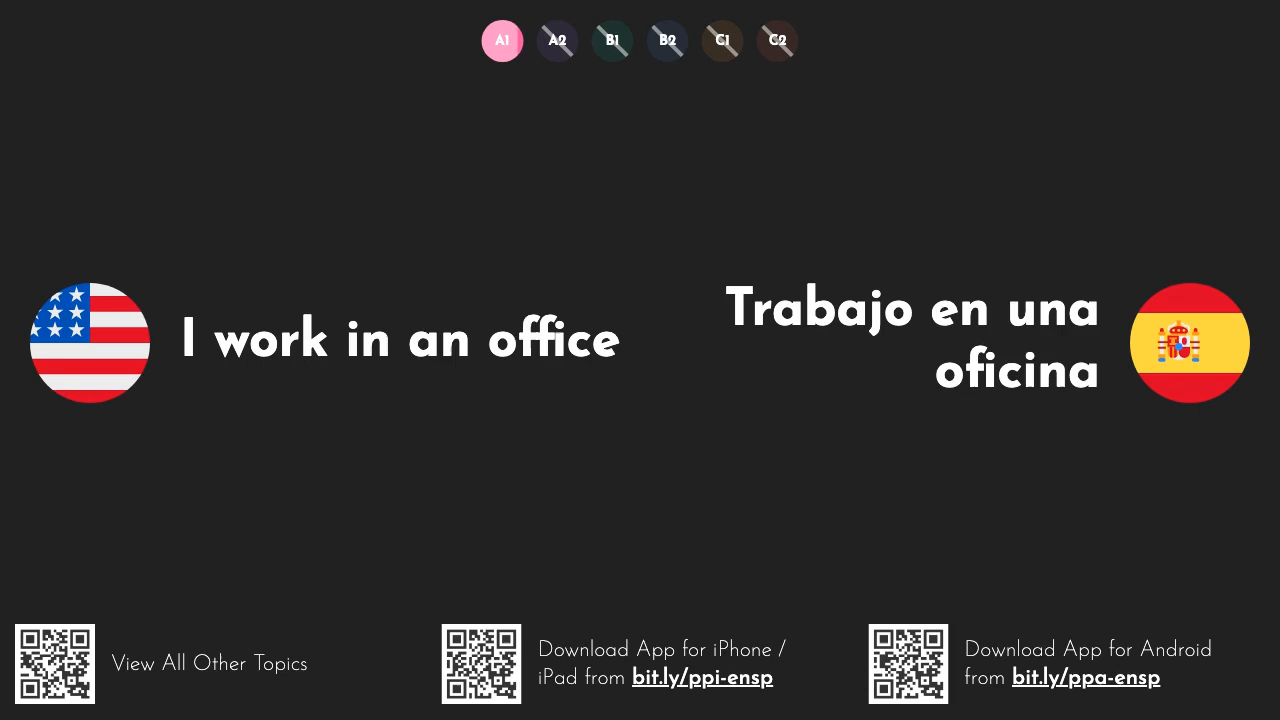 A1 A2 B1 B2 C1 C2
I work in an office
Trabajo en una
oficina
View All Other Topics
Download App for iPhone /
iPad from bit.ly/ppi-ensp
Download App for Android
from bit.ly/ppa-ensp